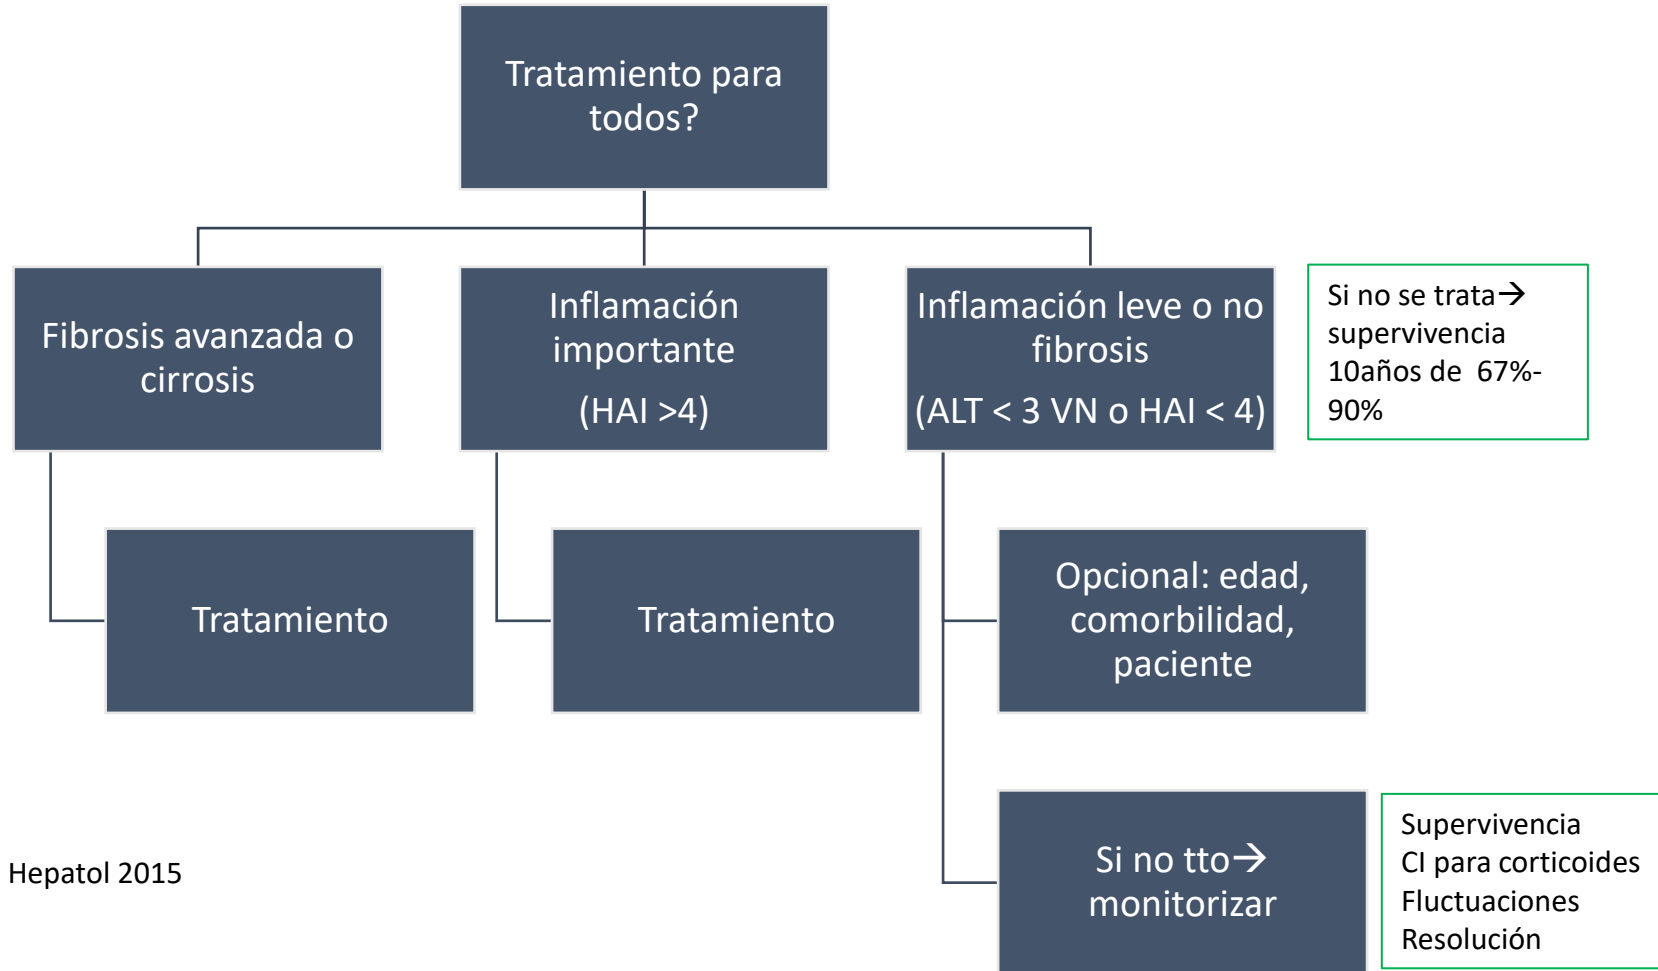 Tratamiento para
todos?
Fibrosis avanzada o
cirrosis
Inflamación
importante
(HAI >4)
Inflamación leve o no
fibrosis
(ALT < 3 VN o HAI < 4)
Si no se trata→
supervivencia
10años de 67%-
90%
Tratamiento
Tratamiento
Opcional: edad,
comorbilidad,
paciente
Si no tto→
monitorizar
Supervivencia
CI para corticoides
Fluctuaciones
Resolución
Hepatol 2015